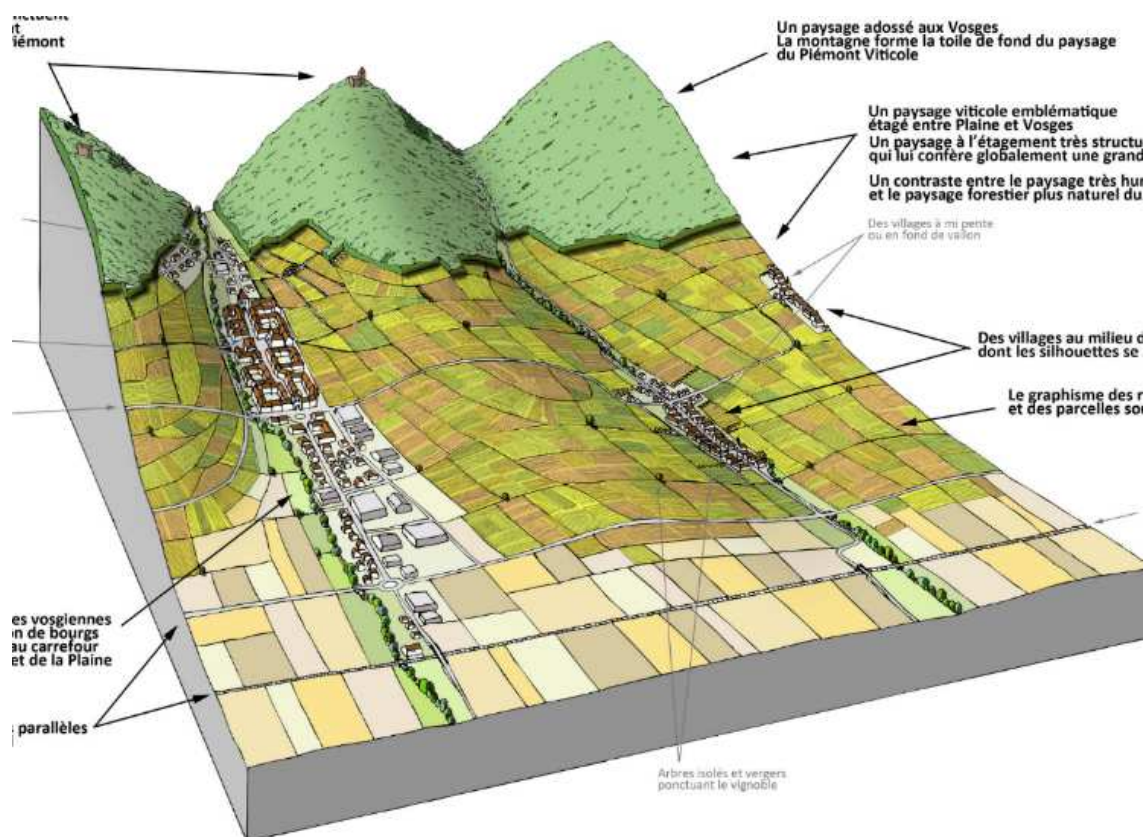 t
Piémont
Un paysage adossé aux Vosges
La montagne forme la toile de fond du paysage
du Piémont Viticole
Un paysage viticole emblématique
étagé entre Plaine et Vosges
Un paysage à l'étagement très structu
qui lui confère globalement une grand
Un contraste entre le paysage très hu
et le paysage forestier plus naturel du
Des villages à mi pente
ou en fond de vallon
Des villages au milieu d
dont les silhouettes se
Le graphisme des r
et des parcelles so
es vosgiennes
on de bourgs
au carrefour
et de la Plaine
parallèles
Arbres isolés et vergers
ponctuant le vignoble